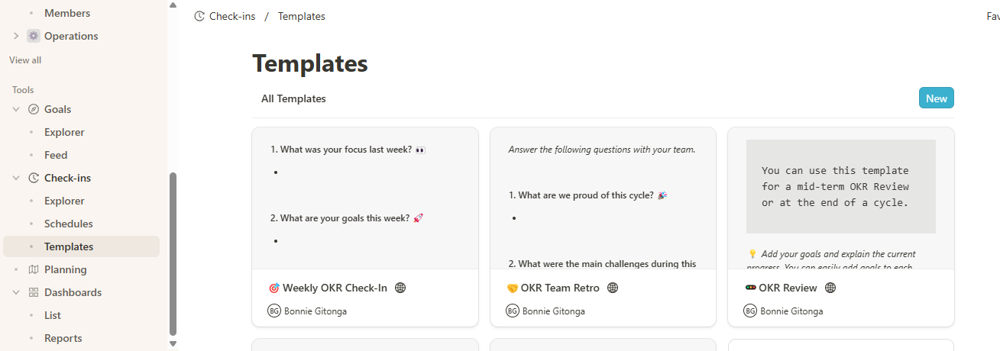 Members
Operations
View all
Tools
Goals
Explorer
Feed
Check-ins
Explorer
Schedules
Templates
Planning
Dashboards
List
Reports
Check-ins / Templates
Fav
Templates
All Templates
New
1. What was your focus last week? 👀
•
2. What are your goals this week? 🚀
•
🎯 Weekly OKR Check-In
BG Bonnie Gitonga
Answer the following questions with your team.
1. What are we proud of this cycle? 🎉
•
2. What were the main challenges during this
🤝 OKR Team Retro
BG Bonnie Gitonga
You can use this template
for a mid-term OKR Review
or at the end of a cycle.
💡 Add your goals and explain the current
progress. You can easily add goals to each
🚥 OKR Review
BG Bonnie Gitonga